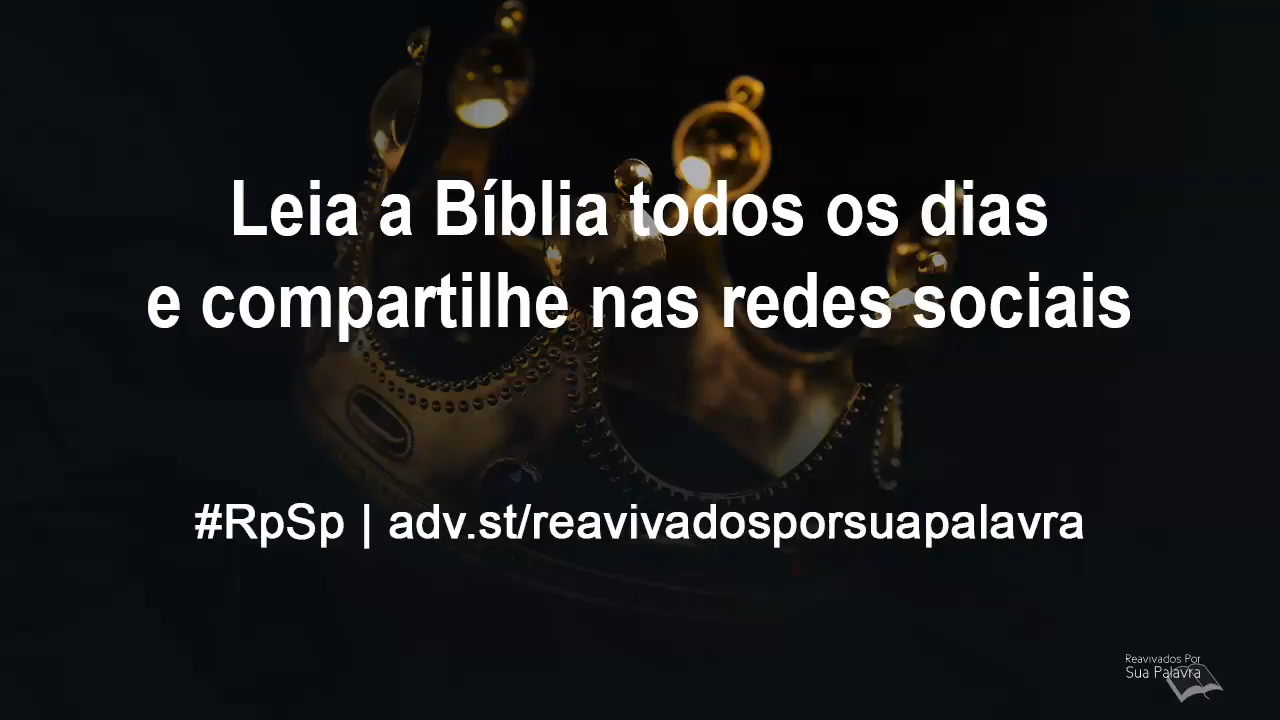 Leia a Bíblia todos os dias
e compartilhe nas redes sociais
#RpSp | adv.st/reavivadosporsuapalavra
Reavivados Por
Sua Palavra